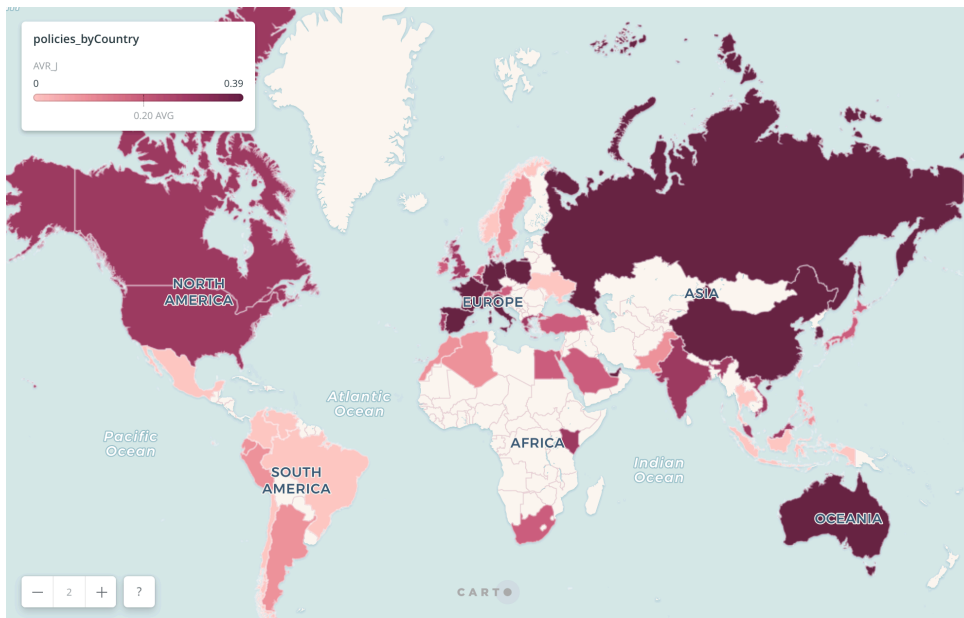 policies_byCountry
AVR_J
0 0.39
0.20 AVG
NORTH
AMERICA
EUROPE
ASIA
Atlantic
Ocean
Pacific
Ocean
AFRICA
SOUTH
AMERICA
Indian
Ocean
OCEANIA
− 2 + ?
CARTO